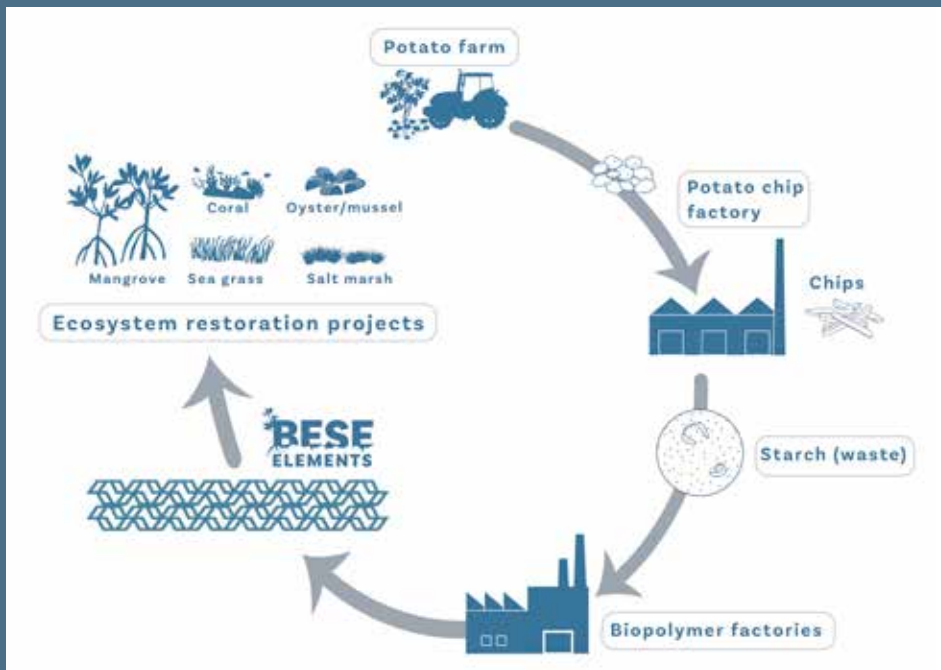 Potato farm
Potato chip
factory
Chips
Starch (waste)
Biopolymer factories
BESE
ELEMENTS
Ecosystem restoration projects
Mangrove
Sea grass
Salt marsh
Coral
Oyster/mussel